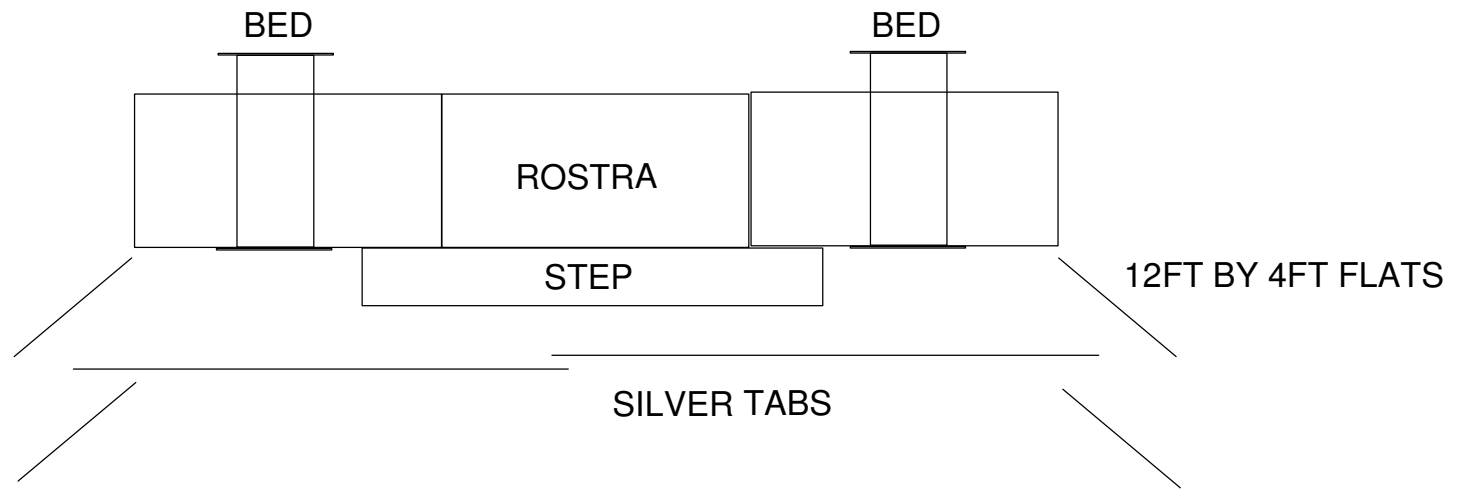 BED
BED
ROSTRA
STEP
12FT BY 4FT FLATS
SILVER TABS